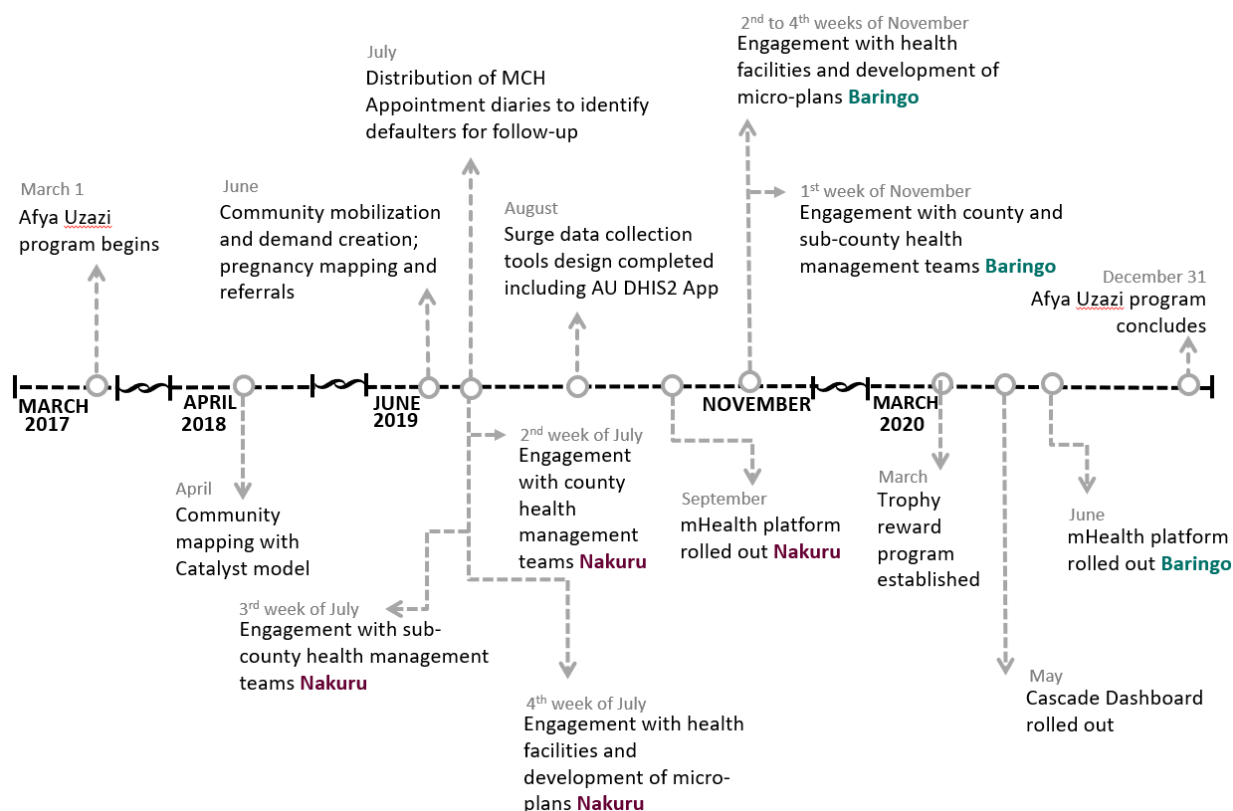 March 1
Afya Uzazi
program begins
MARCH
2017
April
Community
mapping with
Catalyst model
APRIL
2018
June
Community mobilization
and demand creation;
pregnancy mapping and
referrals
JUNE
2019
July
Distribution of MCH
Appointment diaries to identify
defaulters for follow-up
2nd week of July
Engagement
with county
health
management
teams Nakuru
3rd week of July
Engagement with sub-
county health management
teams Nakuru
4th week of July
Engagement with health
facilities and
development of micro-
plans Nakuru
August
Surge data collection
tools design completed
including AU DHIS2 App
September
mHealth platform
rolled out Nakuru
NOVEMBER
2nd to 4th weeks of November
Engagement with health
facilities and development of
micro-plans Baringo
1st week of November
Engagement with county and
sub-county health
management teams Baringo
MARCH
2020
March
Trophy
reward
program
established
May
Cascade Dashboard
rolled out
June
mHealth platform
rolled out Baringo
December 31
Afya Uzazi program
concludes